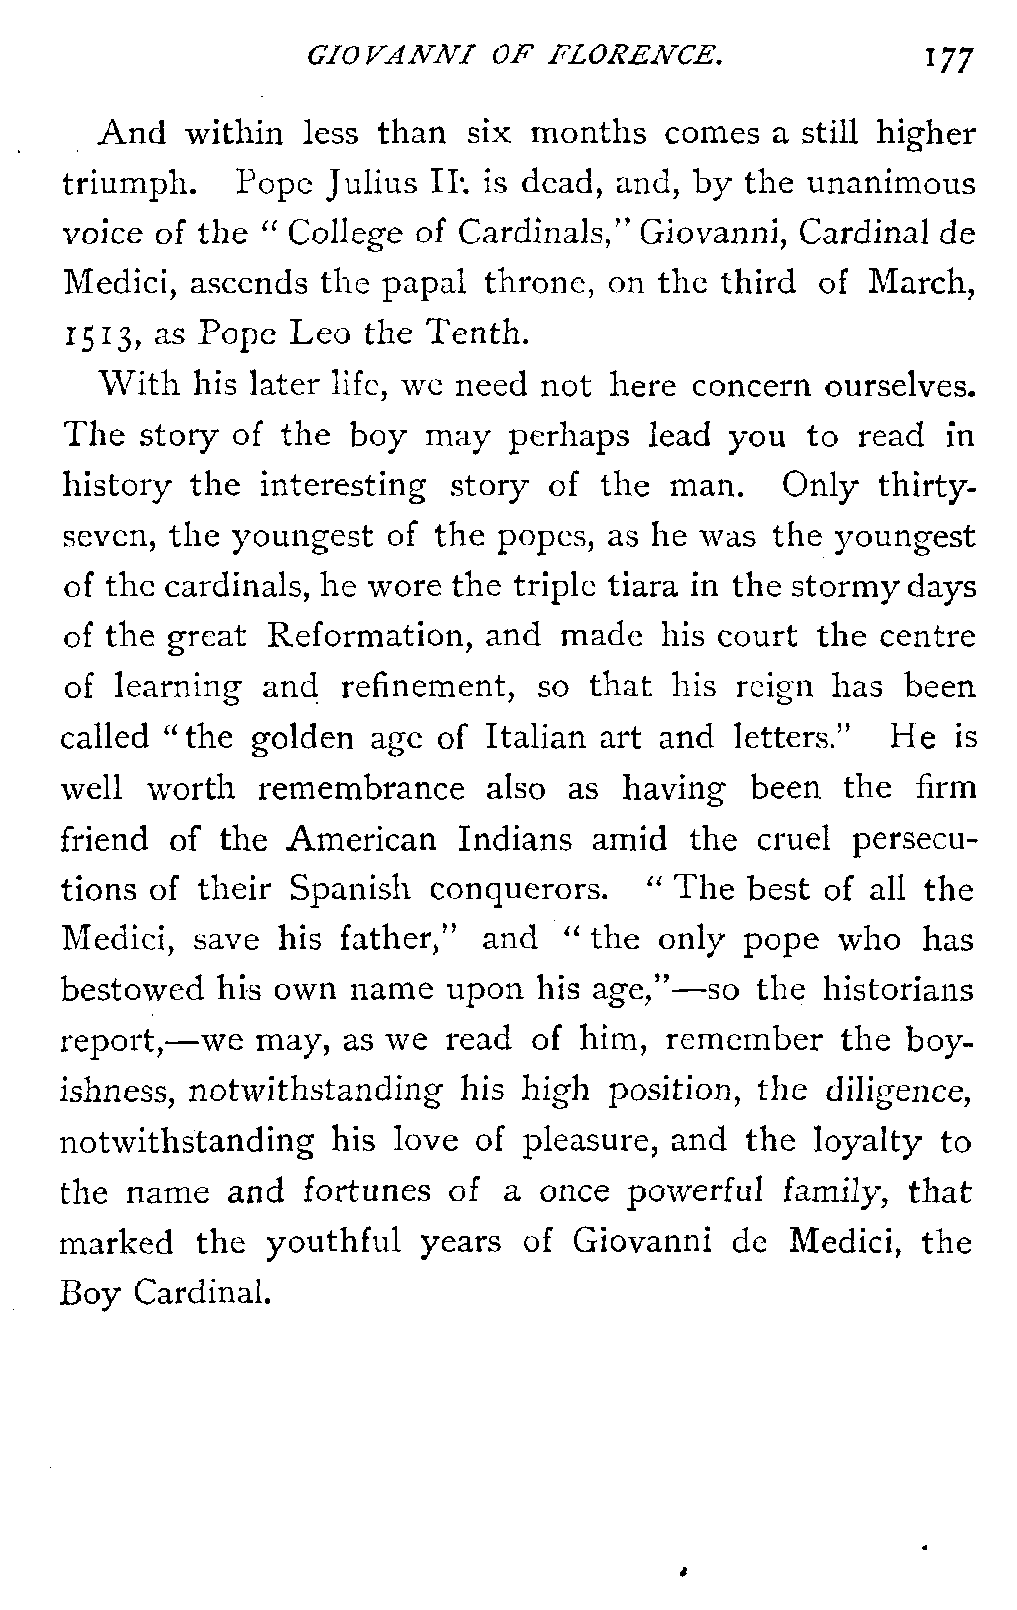 GIOVANNI OF FLORENCE. 177
And within less than six months comes a still higher
triumph. Pope Julius II. is dead, and, by the unanimous
voice of the “ College of Cardinals,” Giovanni, Cardinal de
Medici, ascends the papal throne, on the third of March,
1513, as Pope Leo the Tenth.
With his later life, we need not here concern ourselves.
The story of the boy may perhaps lead you to read in
history the interesting story of the man. Only thirty-
seven, the youngest of the popes, as he was the youngest
of the cardinals, he wore the triple tiara in the stormy days
of the great Reformation, and made his court the centre
of learning and refinement, so that his reign has been
called “the golden age of Italian art and letters.” He is
well worth remembrance also as having been the firm
friend of the American Indians amid the cruel persecu-
tions of their Spanish conquerors. “ The best of all the
Medici, save his father,” and “ the only pope who has
bestowed his own name upon his age,”—so the historians
report,—we may, as we read of him, remember the boy-
ishness, notwithstanding his high position, the diligence,
notwithstanding his love of pleasure, and the loyalty to
the name and fortunes of a once powerful family, that
marked the youthful years of Giovanni de Medici, the
Boy Cardinal.